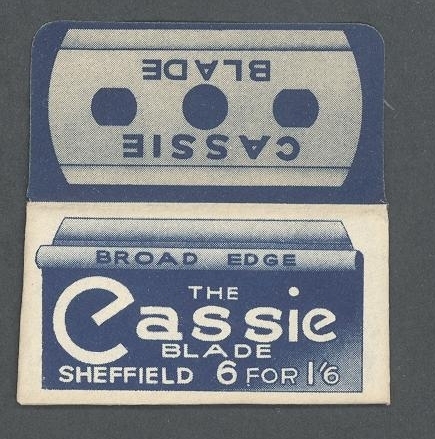 CASSIE
BLADE
BROAD EDGE
THE
Cassie
BLADE
SHEFFIELD 6 FOR 1/6